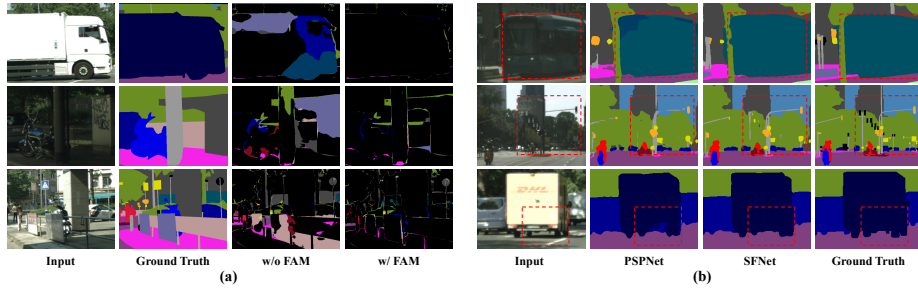 DHL
Input Ground Truth w/o FAM w/ FAM
(a)
Input PSPNet SFNet Ground Truth
(b)